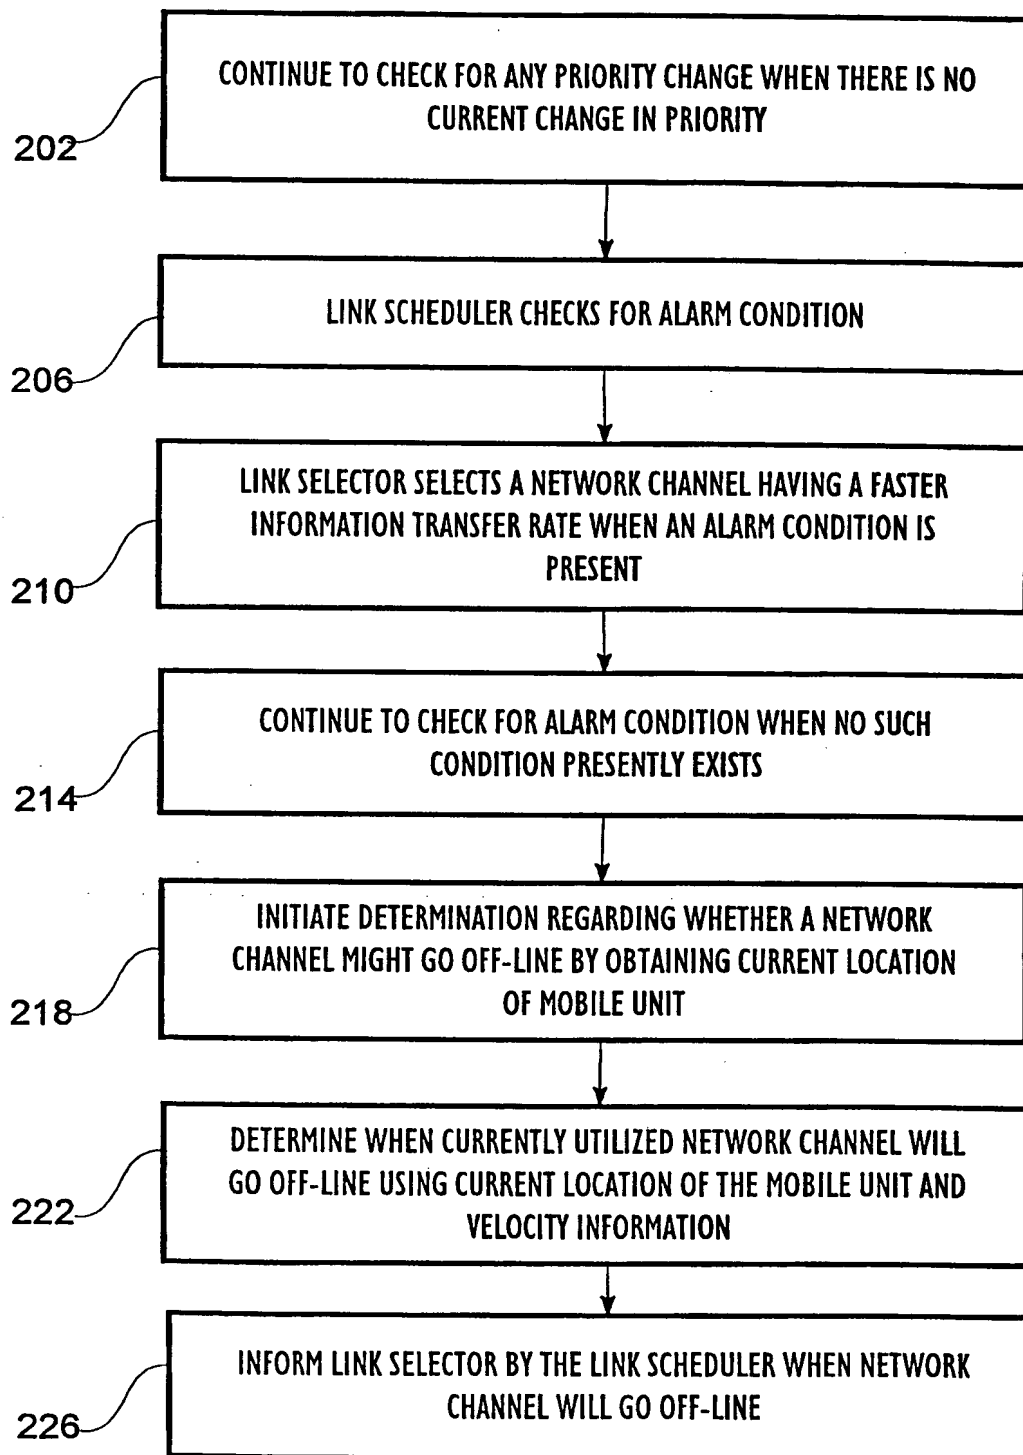 CONTINUE TO CHECK FOR ANY PRIORITY CHANGE WHEN THERE IS NO
CURRENT CHANGE IN PRIORITY
202
LINK SCHEDULER CHECKS FOR ALARM CONDITION
206
LINK SELECTOR SELECTS A NETWORK CHANNEL HAVING A FASTER
INFORMATION TRANSFER RATE WHEN AN ALARM CONDITION IS
PRESENT
210
CONTINUE TO CHECK FOR ALARM CONDITION WHEN NO SUCH
CONDITION PRESENTLY EXISTS
214
INITIATE DETERMINATION REGARDING WHETHER A NETWORK
CHANNEL MIGHT GO OFF-LINE BY OBTAINING CURRENT LOCATION
OF MOBILE UNIT
218
DETERMINE WHEN CURRENTLY UTILIZED NETWORK CHANNEL WILL
GO OFF-LINE USING CURRENT LOCATION OF THE MOBILE UNIT AND
VELOCITY INFORMATION
222
INFORM LINK SELECTOR BY THE LINK SCHEDULER WHEN NETWORK
CHANNEL WILL GO OFF-LINE
226